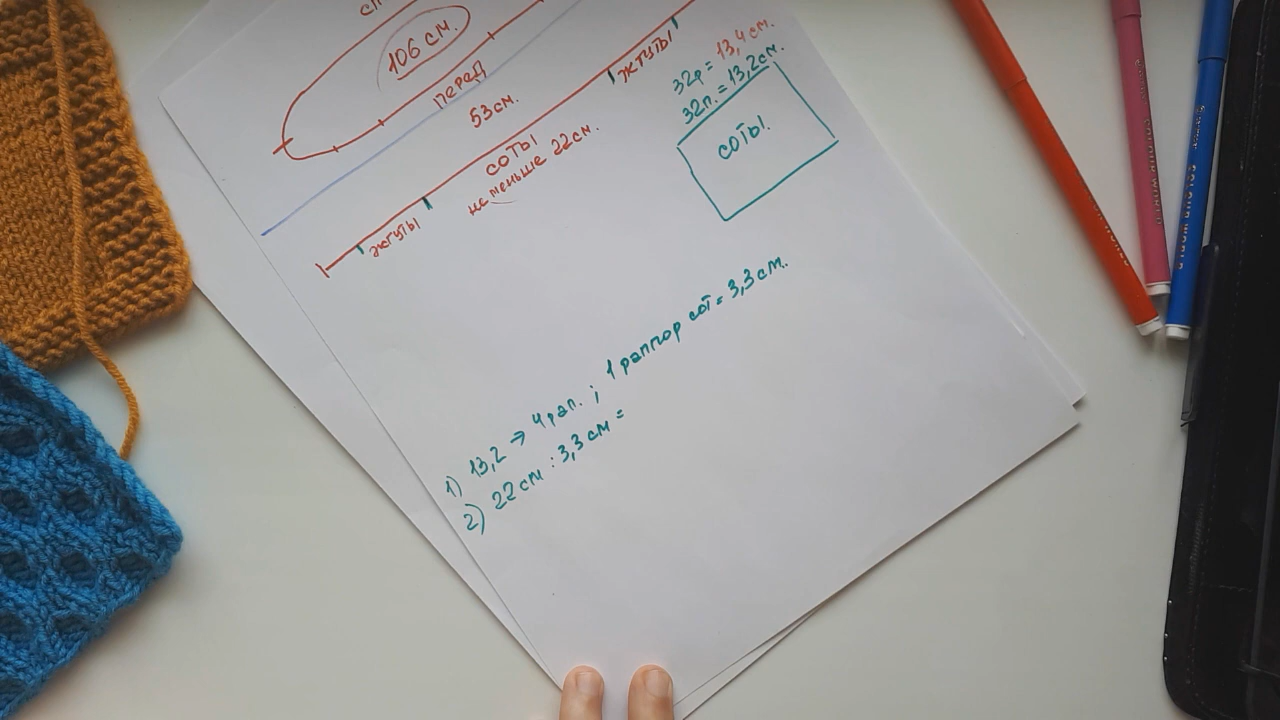 106 см.
перед
53 см.
жгуты
соты
не меньше 22 см.
жгуты
32р = 13,4 см.
32п. = 13,2 см.
соты.
1) 13,2 → 4 рап. ; 1 раппор сот = 3,3 см.
2) 22 см : 3,3 см =